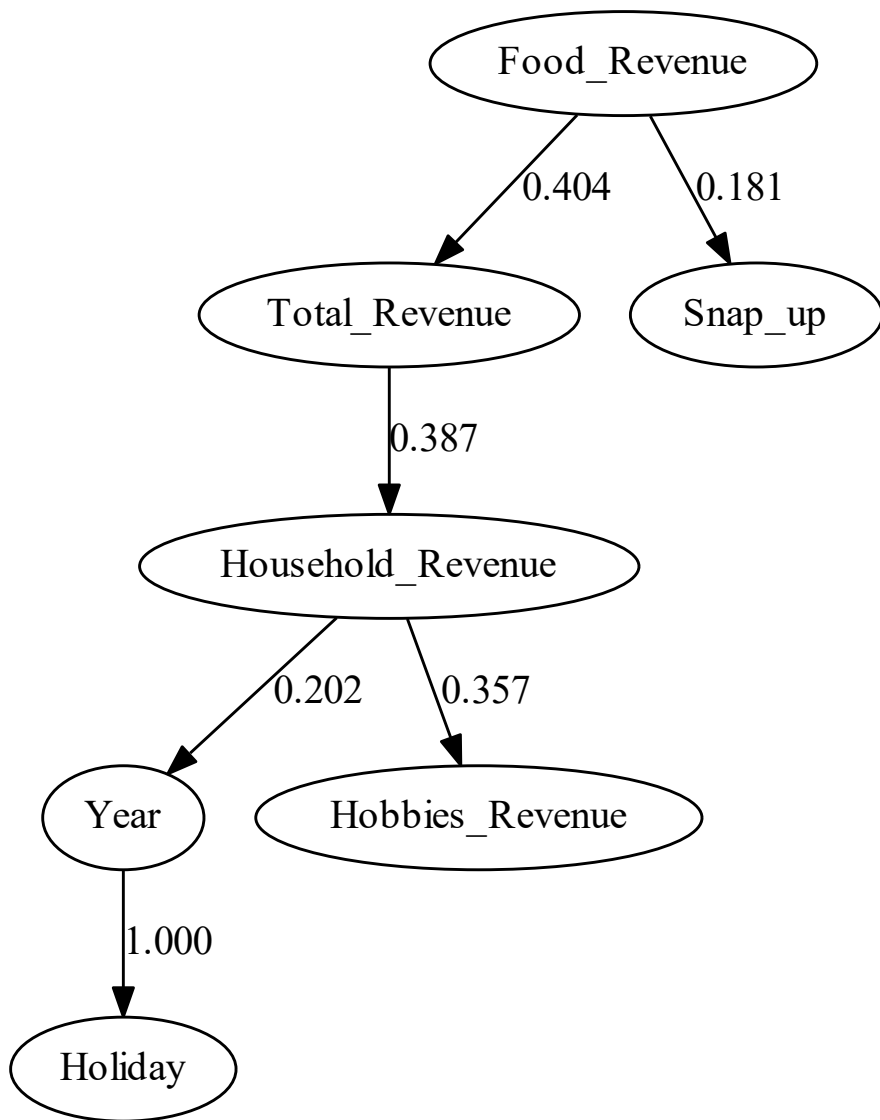 Food_Revenue
0.404
0.181
Total_Revenue
Snap_up
0.387
Household_Revenue
0.202
0.357
Year
Hobbies_Revenue
1.000
Holiday